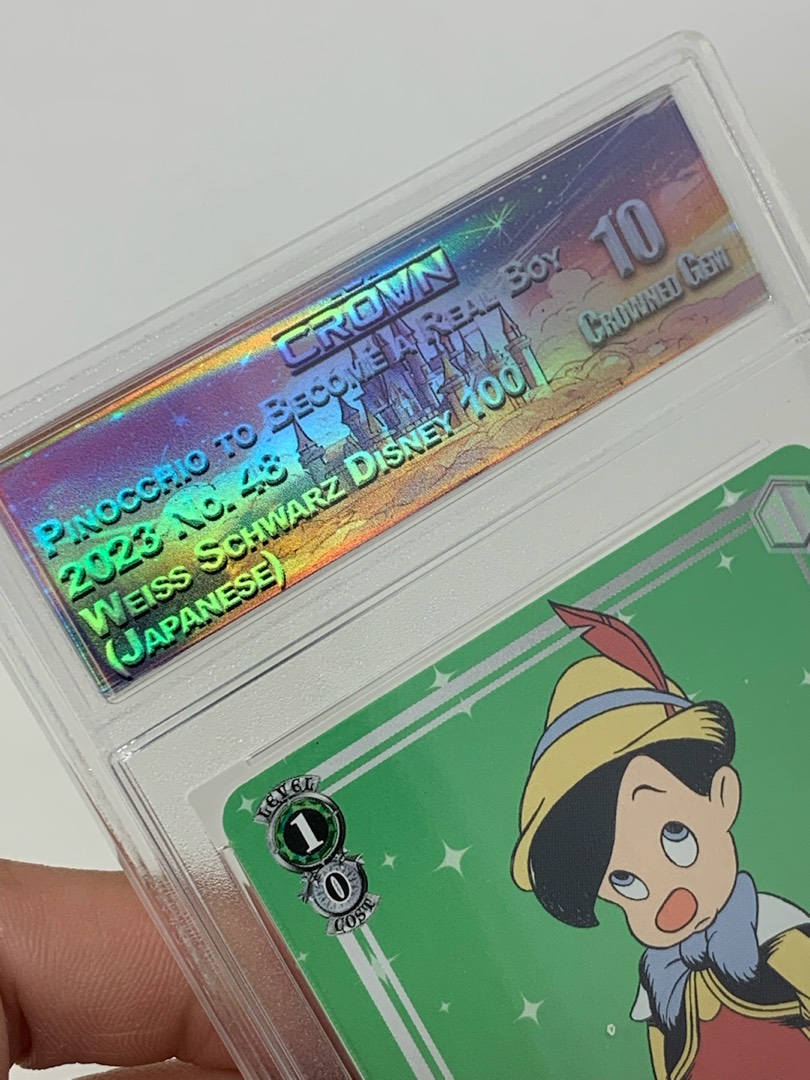 CROWN
PINOCCHIO TO BECOME A REAL BOY
2023 NO. 48
WEISS SCHWARZ DISNEY 100
(JAPANESE)
10
CROWNED GEM
LEVEL
1
0
COST
1